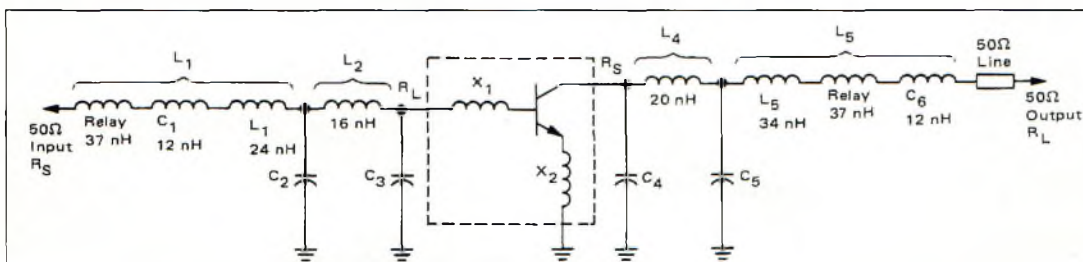 L1
L2
L4
L5
50Ω
Line
RL
X1
RS
50Ω
Input
RS
Relay
37 nH
C1
12 nH
L1
24 nH
16 nH
20 nH
L5
34 nH
Relay
37 nH
C6
12 nH
50Ω
Output
RL
C2
C3
X2
C4
C5